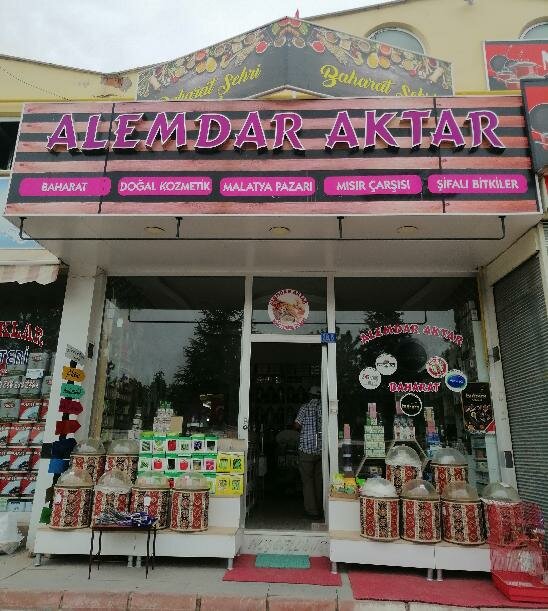 Baharat Şehri
Baharat
ALEMDAR AKTAR
BAHARAT
DOĞAL KOZMETİK
MALATYA PAZARI
MISIR ÇARŞISI
ŞİFALI BİTKİLER
ALEMDAR AKTAR
BAHARAT